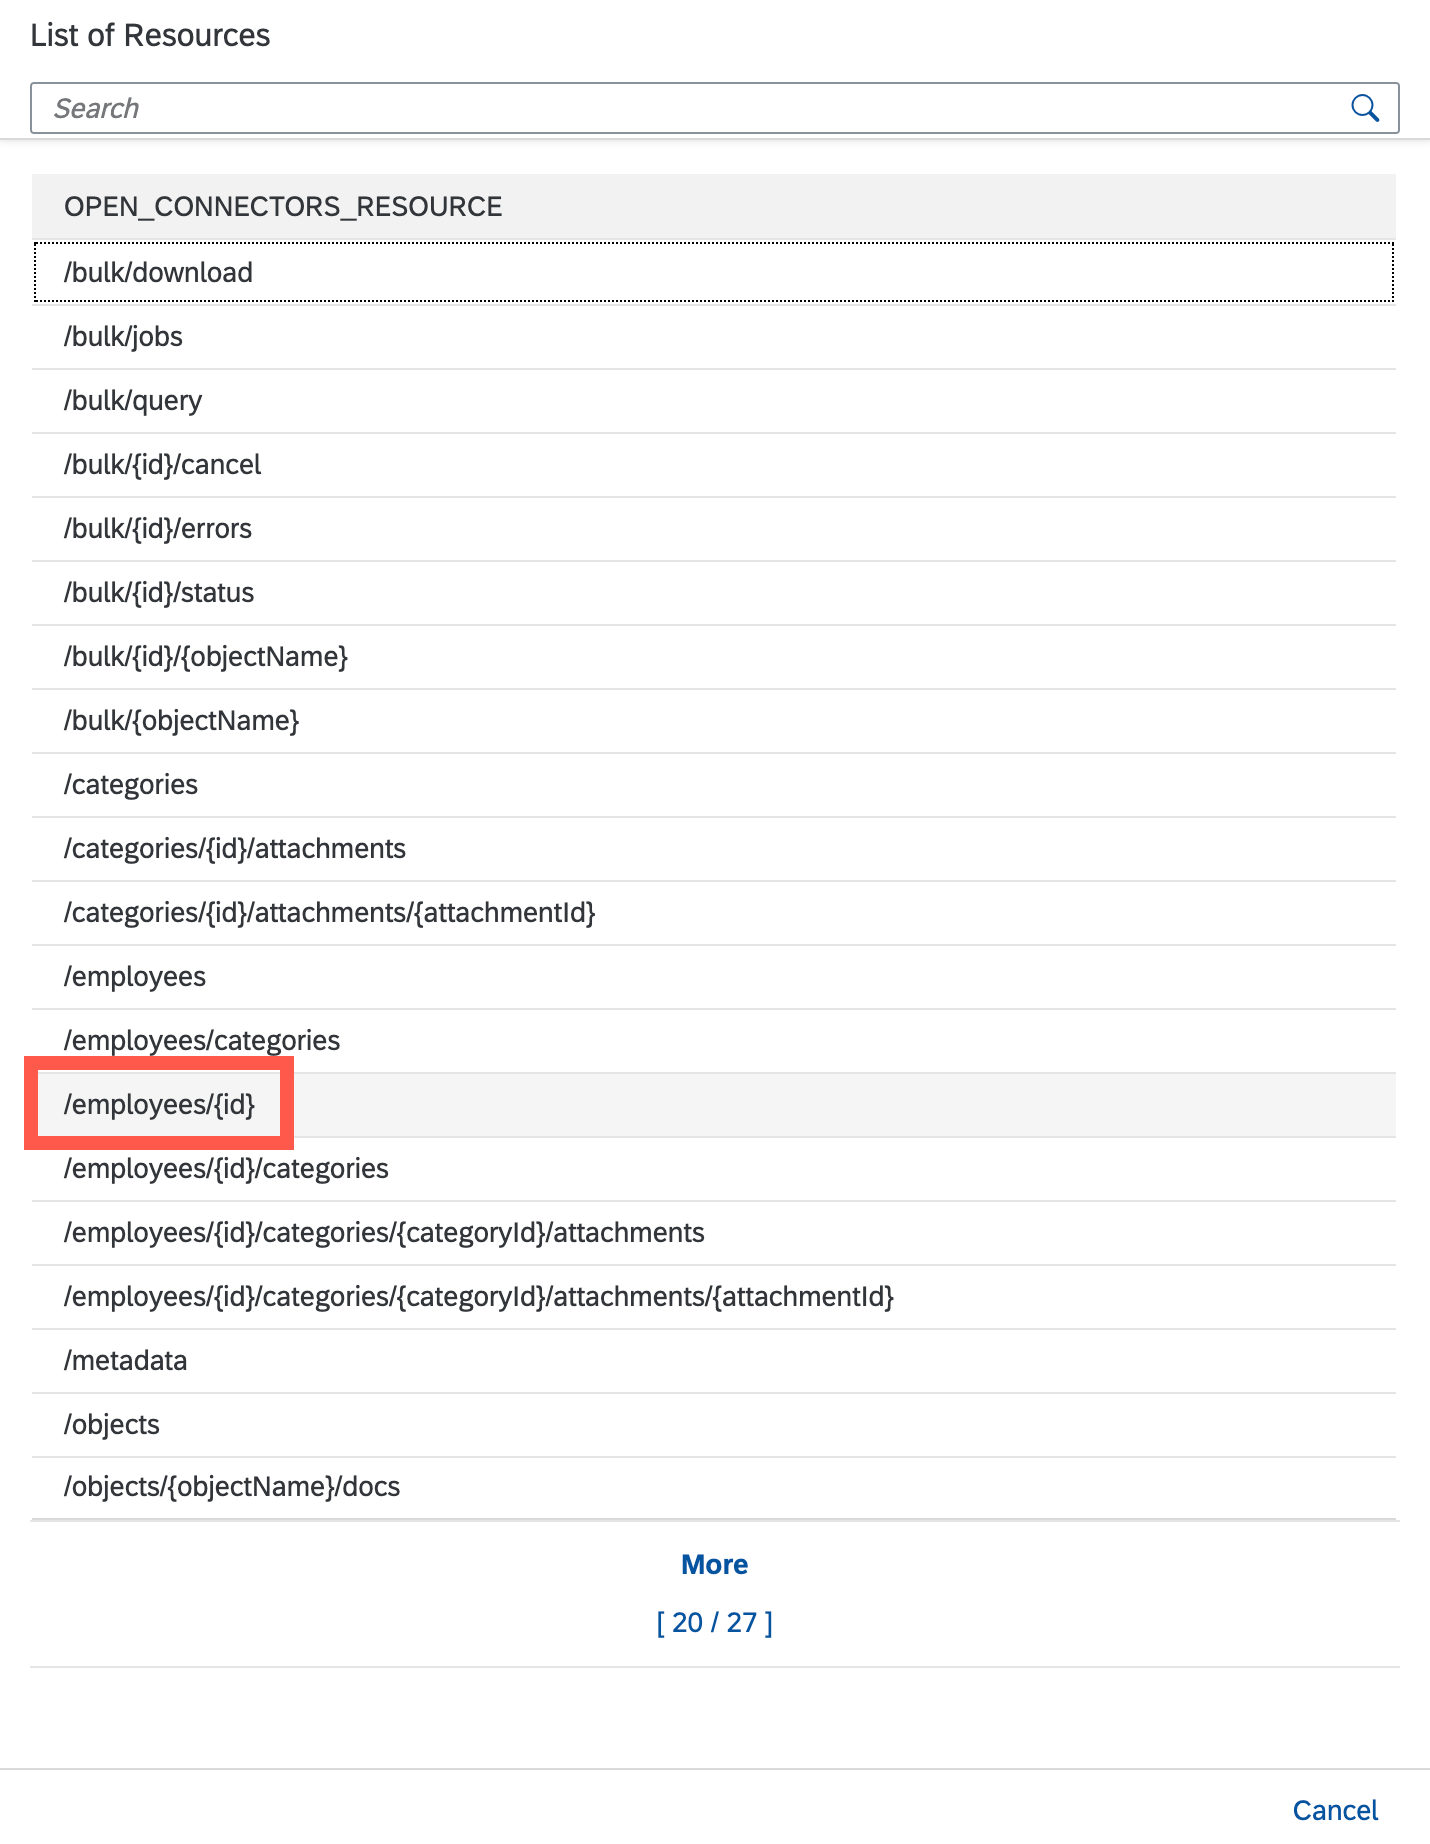 List of Resources
Search
OPEN_CONNECTORS_RESOURCE
/bulk/download
/bulk/jobs
/bulk/query
/bulk/{id}/cancel
/bulk/{id}/errors
/bulk/{id}/status
/bulk/{id}/{objectName}
/bulk/{objectName}
/categories
/categories/{id}/attachments
/categories/{id}/attachments/{attachmentId}
/employees
/employees/categories
/employees/{id}
/employees/{id}/categories
/employees/{id}/categories/{categoryId}/attachments
/employees/{id}/categories/{categoryId}/attachments/{attachmentId}
/metadata
/objects
/objects/{objectName}/docs
More
[ 20 / 27 ]
Cancel